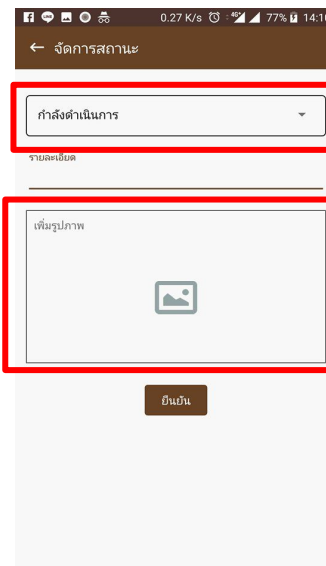 0.27 K/s 4G 77% 14:16
← จัดการสถานะ
กำลังดำเนินการ
รายละเอียด
เพิ่มรูปภาพ
ยืนยัน